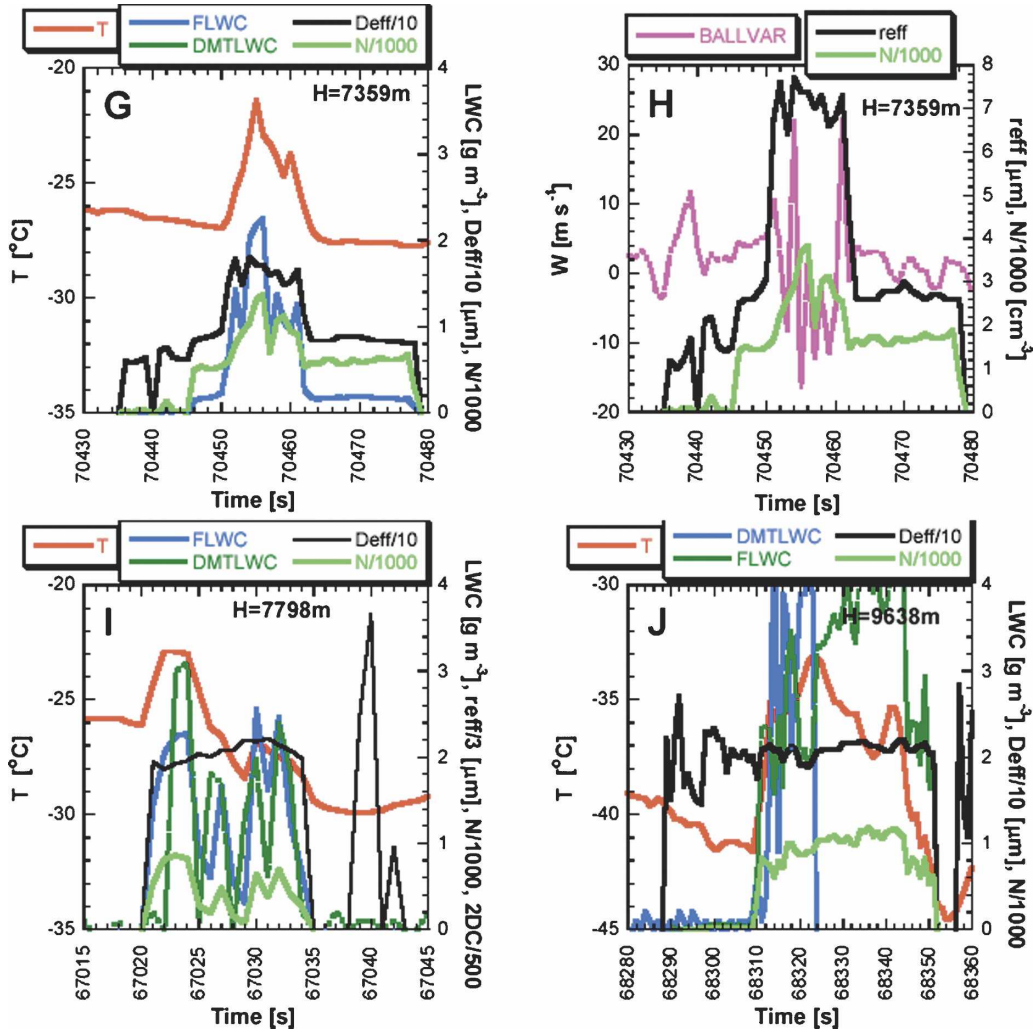 T
FLWC Deff/10
DMTLWC N/1000
G
H=7359m
-20
-25
-30
-35
T [°C]
4
3
2
1
0
LWC [g m⁻³], Deff/10 [µm], N/1000
70430 70440 70450 70460 70470 70480
Time [s]
BALLVAR
reff
N/1000
H
H=7359m
30
20
10
0
-10
-20
W [m s⁻¹]
8
7
6
5
4
3
2
1
0
reff [µm], N/1000 [cm⁻³]
70430 70440 70450 70460 70470 70480
Time [s]
T
FLWC Deff/10
DMTLWC N/1000
I
H=7798m
-20
-25
-30
-35
T [°C]
4
3
2
1
0
LWC [g m⁻³], reff/3 [µm], N/1000, 2DC/500
67015 67020 67025 67030 67035 67040 67045
Time [s]
T
DMTLWC Deff/10
FLWC N/1000
J
H=9638m
-30
-35
-40
-45
T [°C]
4
3
2
1
0
LWC [g m⁻³], Deff/10 [µm], N/1000
68280 68290 68300 68310 68320 68330 68340 68350 68360
Time [s]